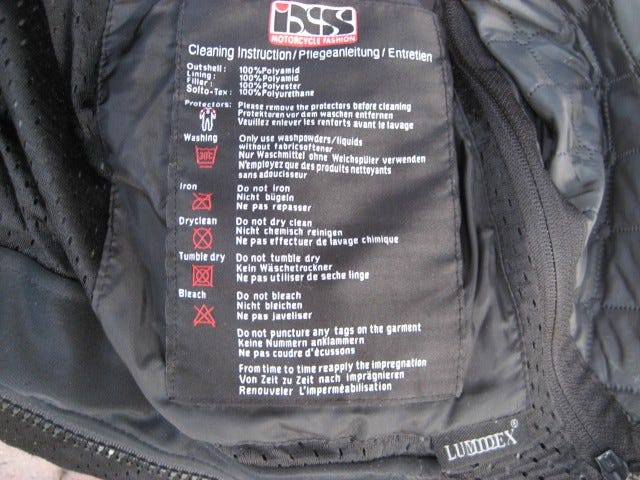 iXS
MOTORCYCLE FASHION
Cleaning Instruction/Pflegeanleitung/Entretien
Outshell: 100%Polyamid
Lining: 100%Polyamid
Filler: 100%Polyester
Solto-Tex: 100%Polyurethane
Protectors: Please remove the protectors before cleaning
Protektoren vor dem waschen entfernen
Veuillez enlever les renforts avant le lavage
Washing Only use washpowders/liquids
without fabricsoftener
30°C Nur Waschmittel ohne Weichspüler verwenden
N'employez que des produits nettoyants
sans adoucisseur
Iron Do not iron
Nicht bügeln
Ne pas repasser
Dryclean Do not dry clean
Nicht chemisch reinigen
Ne pas effectuer de lavage chimique
Tumble dry Do not tumble dry
Kein Wäschetrockner
Ne pas utiliser de seche linge
Bleach Do not bleach
Nicht bleichen
Ne pas javeliser
Do not puncture any tags on the garment
Keine Nummern anklammern
Ne pas coudre d'écussons
From time to time reapply the impregnation
Von Zeit zu Zeit nach imprägnieren
Renouveler L'imperméabilisation
LUMIDEX®